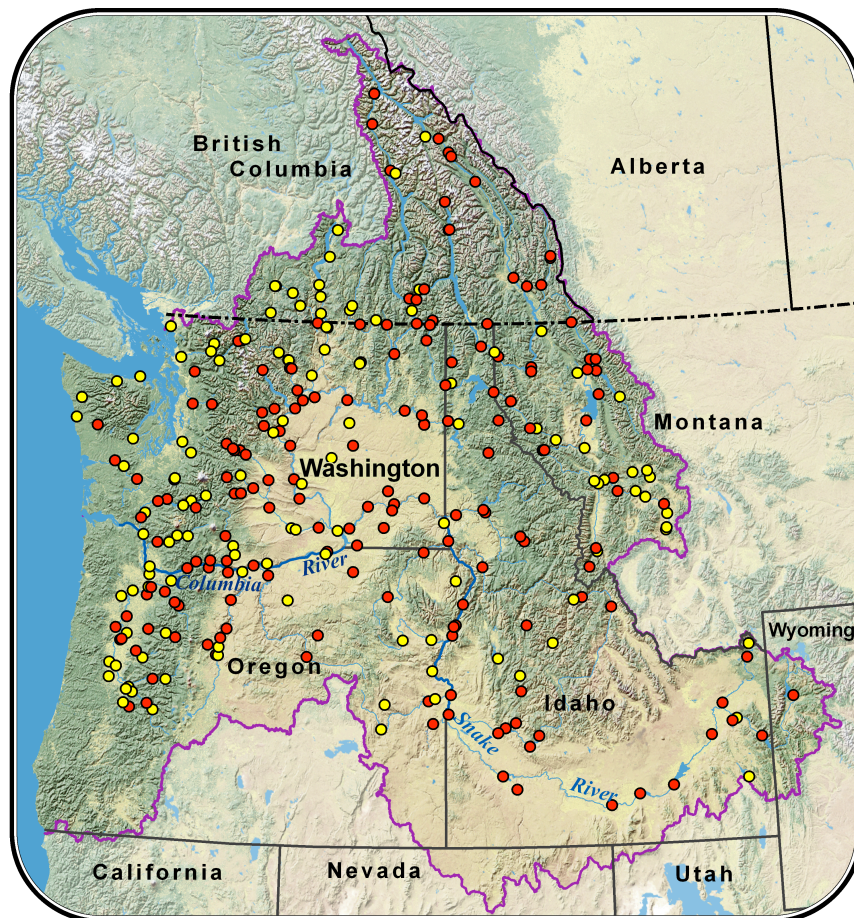 British
Columbia
Alberta
Montana
Washington
Columbia
River
Wyoming
Oregon
Idaho
Snake
River
California
Nevada
Utah